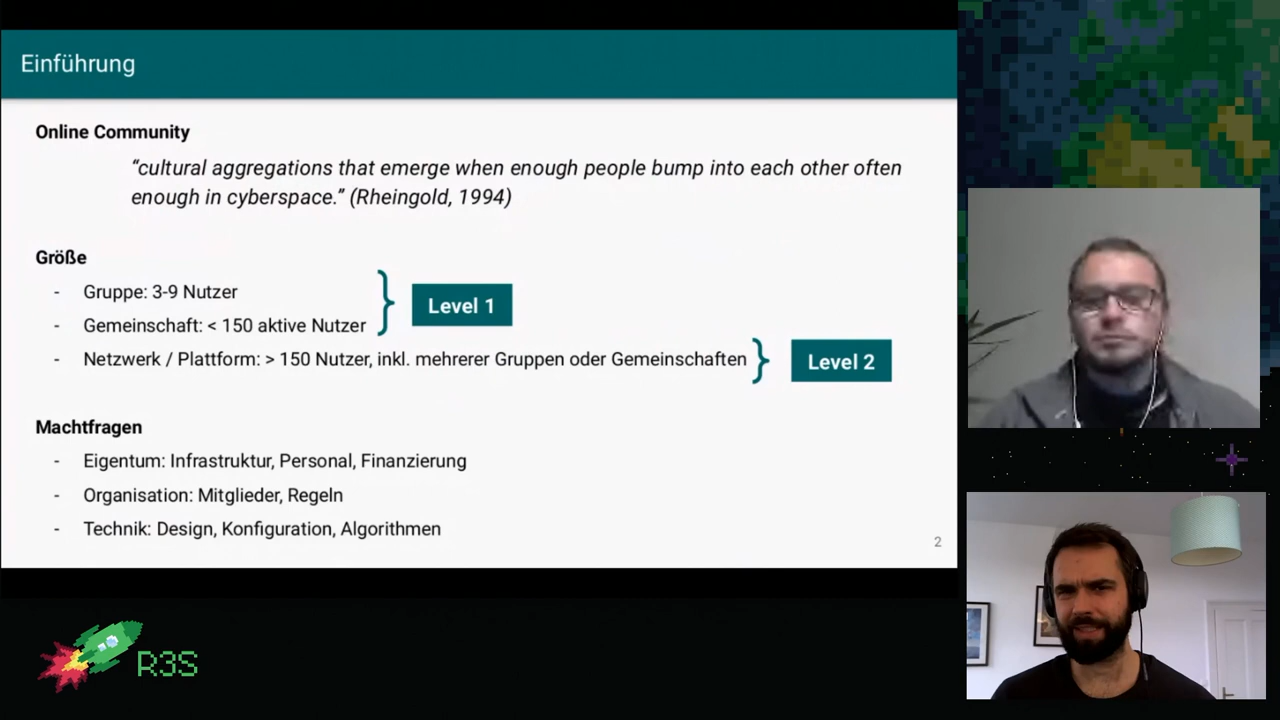 Einführung
Online Community
“cultural aggregations that emerge when enough people bump into each other often
enough in cyberspace.” (Rheingold, 1994)
Größe
- Gruppe: 3-9 Nutzer
- Gemeinschaft: < 150 aktive Nutzer
Level 1
- Netzwerk / Plattform: > 150 Nutzer, inkl. mehrerer Gruppen oder Gemeinschaften
Level 2
Machtfragen
- Eigentum: Infrastruktur, Personal, Finanzierung
- Organisation: Mitglieder, Regeln
- Technik: Design, Konfiguration, Algorithmen
2
R3S